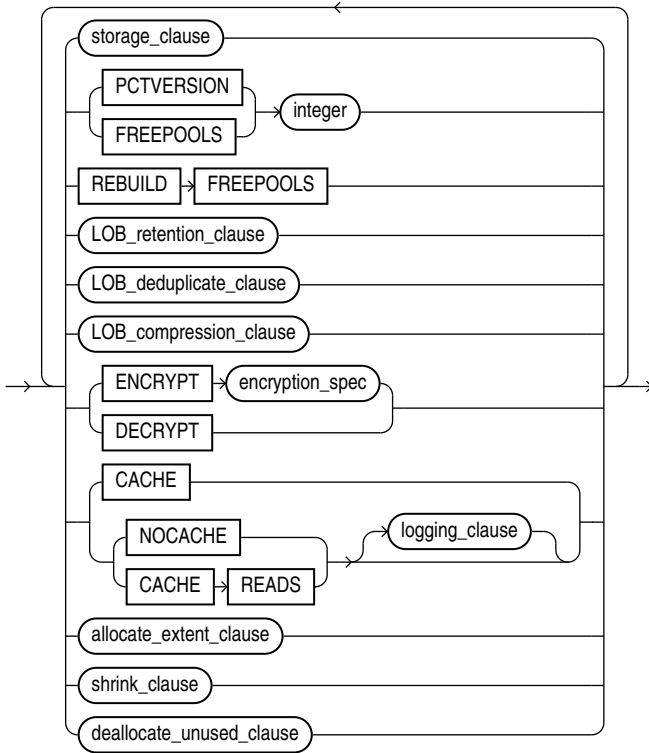 storage_clause
PCTVERSION
integer
FREEPOOLS
REBUILD FREEPOOLS
LOB_retention_clause
LOB_deduplicate_clause
LOB_compression_clause
ENCRYPT encryption_spec
DECRYPT
CACHE
NOCACHE logging_clause
CACHE READS
allocate_extent_clause
shrink_clause
deallocate_unused_clause